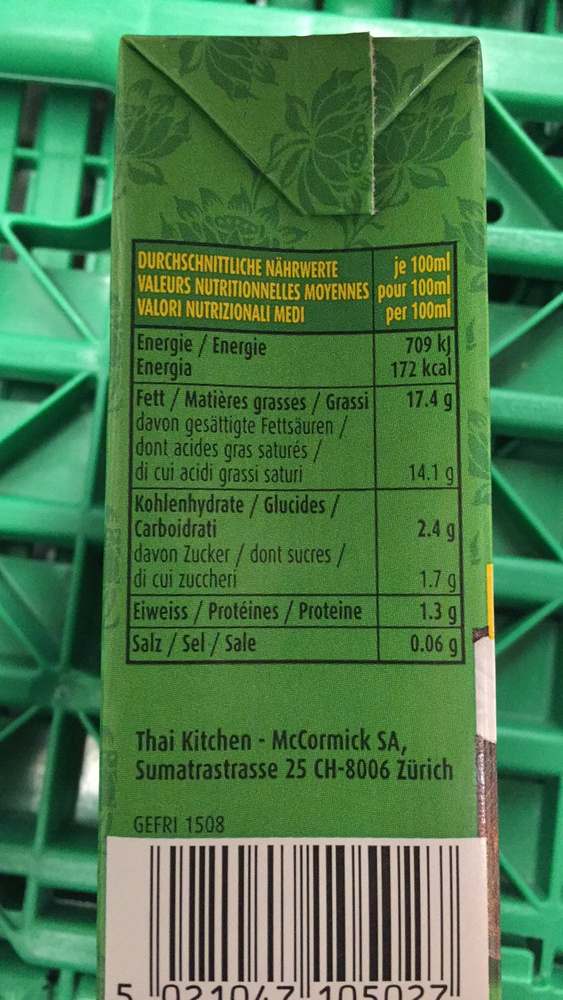 DURCHSCHNITTLICHE NÄHRWERTE je 100ml
VALEURS NUTRITIONNELLES MOYENNES pour 100ml
VALORI NUTRIZIONALI MEDI per 100ml
Energie / Energie 709 kJ
Energia 172 kcal
Fett / Matières grasses / Grassi 17.4 g
davon gesättigte Fettsäuren /
dont acides gras saturés /
di cui acidi grassi saturi 14.1 g
Kohlenhydrate / Glucides /
Carboidrati 2.4 g
davon Zucker / dont sucres /
di cui zuccheri 1.7 g
Eiweiss / Protéines / Proteine 1.3 g
Salz / Sel / Sale 0.06 g
Thai Kitchen - McCormick SA,
Sumatrastrasse 25 CH-8006 Zürich
GEFRI 1508
5 021047 105027